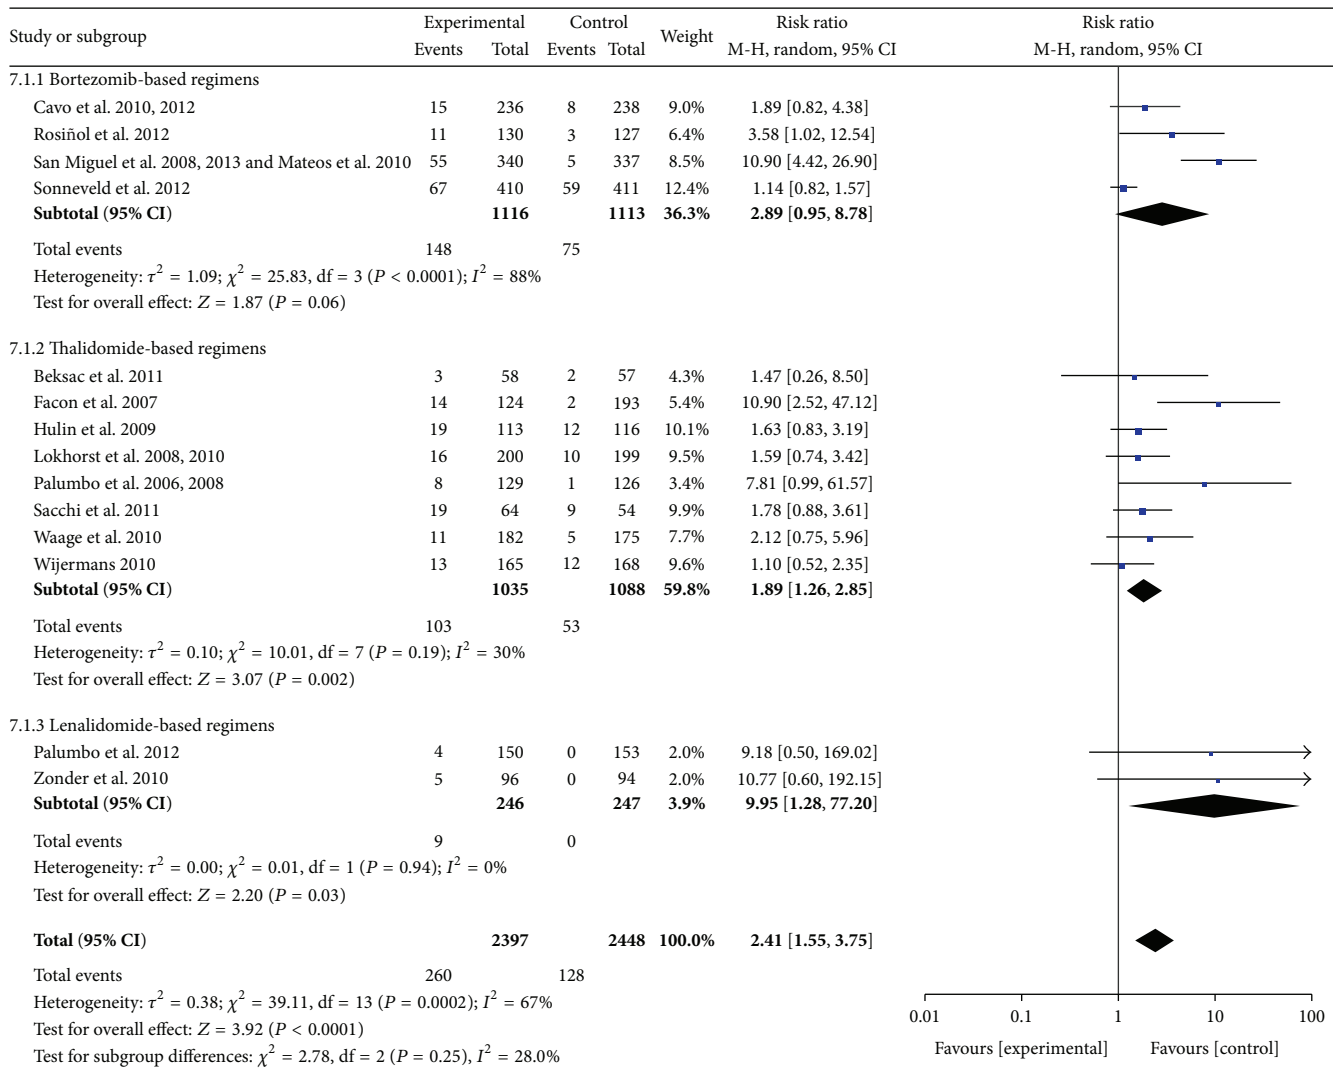 Study or subgroup Experimental Control Weight Risk ratio Risk ratio
Events Total Events Total M-H, random, 95% CI M-H, random, 95% CI
7.1.1 Bortezomib-based regimens
Cavo et al. 2010, 2012 15 236 8 238 9.0% 1.89 [0.82, 4.38]
Rosiñol et al. 2012 11 130 3 127 6.4% 3.58 [1.02, 12.54]
San Miguel et al. 2008, 2013 and Mateos et al. 2010 55 340 5 337 8.5% 10.90 [4.42, 26.90]
Sonneveld et al. 2012 67 410 59 411 12.4% 1.14 [0.82, 1.57]
Subtotal (95% CI) 1116 1113 36.3% 2.89 [0.95, 8.78]
Total events 148 75
Heterogeneity: τ² = 1.09; χ² = 25.83, df = 3 (P < 0.0001); I² = 88%
Test for overall effect: Z = 1.87 (P = 0.06)
7.1.2 Thalidomide-based regimens
Beksac et al. 2011 3 58 2 57 4.3% 1.47 [0.26, 8.50]
Facon et al. 2007 14 124 2 193 5.4% 10.90 [2.52, 47.12]
Hulin et al. 2009 19 113 12 116 10.1% 1.63 [0.83, 3.19]
Lokhorst et al. 2008, 2010 16 200 10 199 9.5% 1.59 [0.74, 3.42]
Palumbo et al. 2006, 2008 8 129 1 126 3.4% 7.81 [0.99, 61.57]
Sacchi et al. 2011 19 64 9 54 9.9% 1.78 [0.88, 3.61]
Waage et al. 2010 11 182 5 175 7.7% 2.12 [0.75, 5.96]
Wijermans 2010 13 165 12 168 9.6% 1.10 [0.52, 2.35]
Subtotal (95% CI) 1035 1088 59.8% 1.89 [1.26, 2.85]
Total events 103 53
Heterogeneity: τ² = 0.10; χ² = 10.01, df = 7 (P = 0.19); I² = 30%
Test for overall effect: Z = 3.07 (P = 0.002)
7.1.3 Lenalidomide-based regimens
Palumbo et al. 2012 4 150 0 153 2.0% 9.18 [0.50, 169.02]
Zonder et al. 2010 5 96 0 94 2.0% 10.77 [0.60, 192.15]
Subtotal (95% CI) 246 247 3.9% 9.95 [1.28, 77.20]
Total events 9 0
Heterogeneity: τ² = 0.00; χ² = 0.01, df = 1 (P = 0.94); I² = 0%
Test for overall effect: Z = 2.20 (P = 0.03)
Total (95% CI) 2397 2448 100.0% 2.41 [1.55, 3.75]
Total events 260 128
Heterogeneity: τ² = 0.38; χ² = 39.11, df = 13 (P = 0.0002); I² = 67%
Test for overall effect: Z = 3.92 (P < 0.0001)
Test for subgroup differences: χ² = 2.78, df = 2 (P = 0.25), I² = 28.0%
0.01 0.1 1 10 100
Favours [experimental] Favours [control]